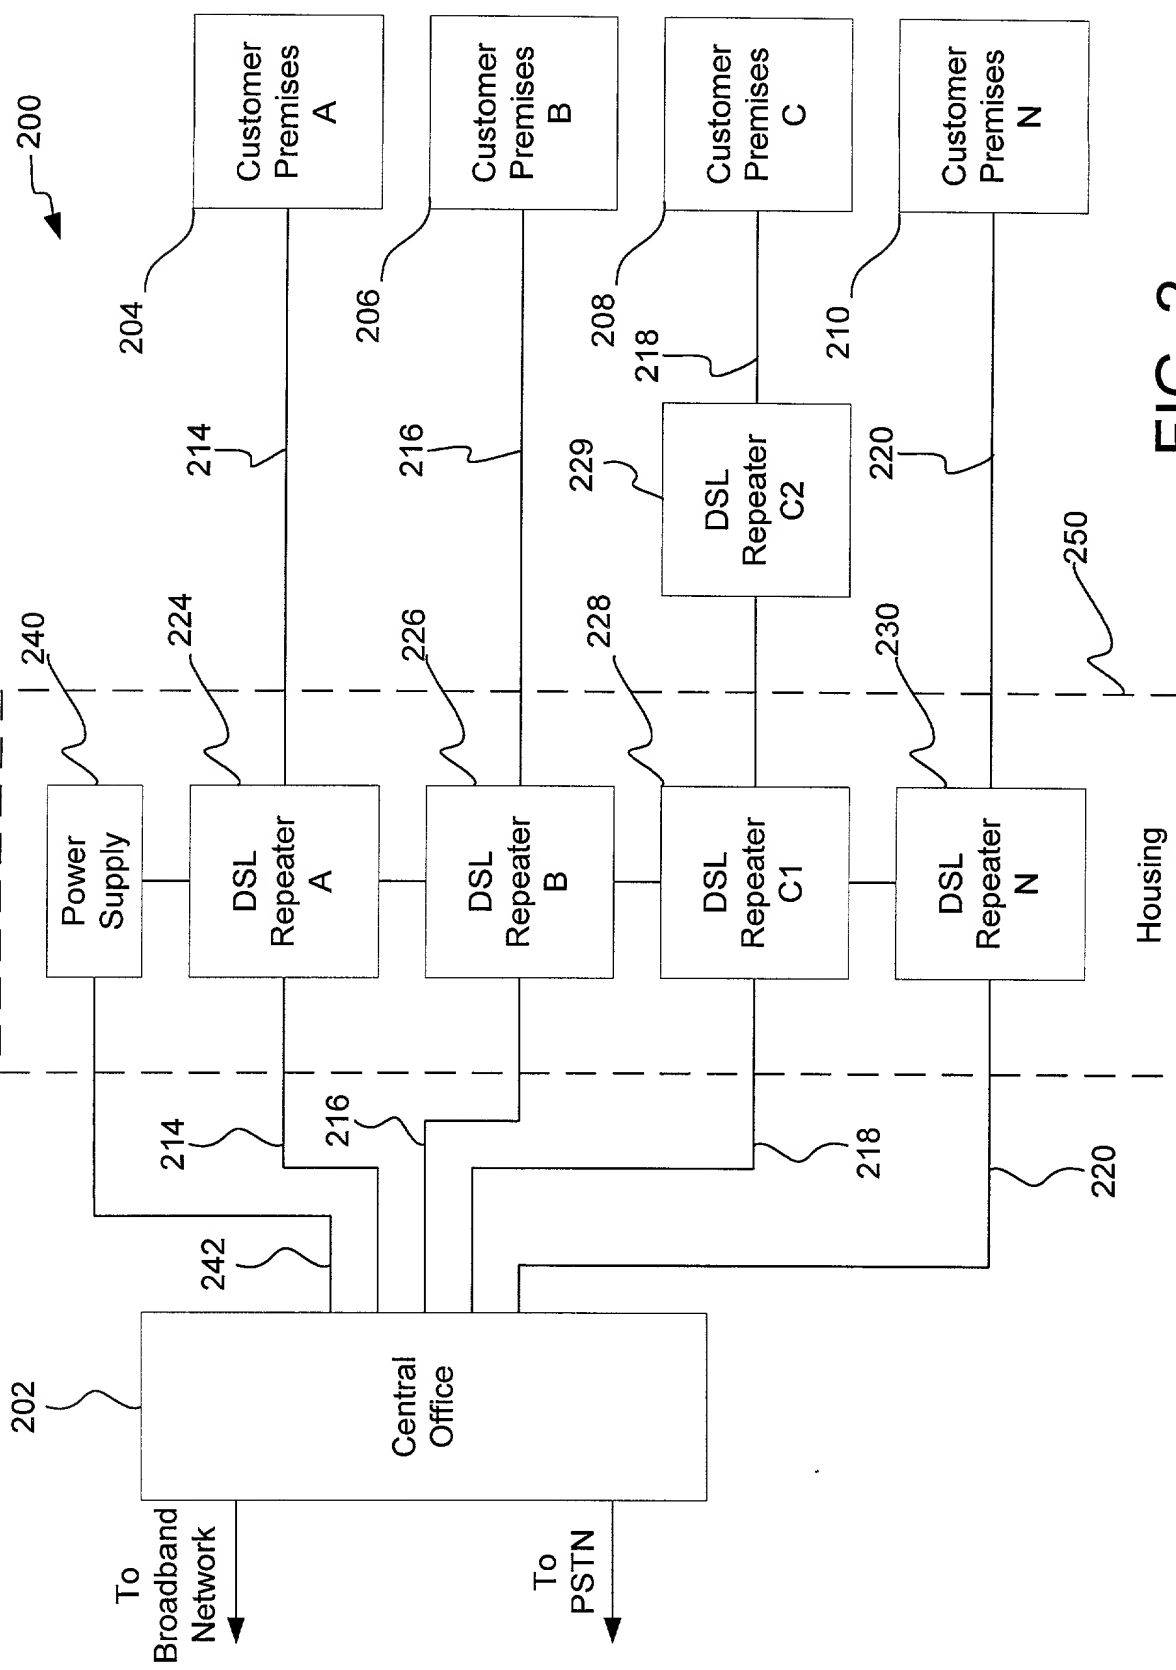 200
Customer
Premises
A
Customer
Premises
B
Customer
Premises
C
Customer
Premises
N
204
206
208
210
214
216
218
220
DSL
Repeater
C2
229
240
224
226
228
230
250
Power
Supply
DSL
Repeater
A
DSL
Repeater
B
DSL
Repeater
C1
DSL
Repeater
N
Housing
214
216
218
220
242
202
Central
Office
To
Broadband
Network
To
PSTN
FIG. 2